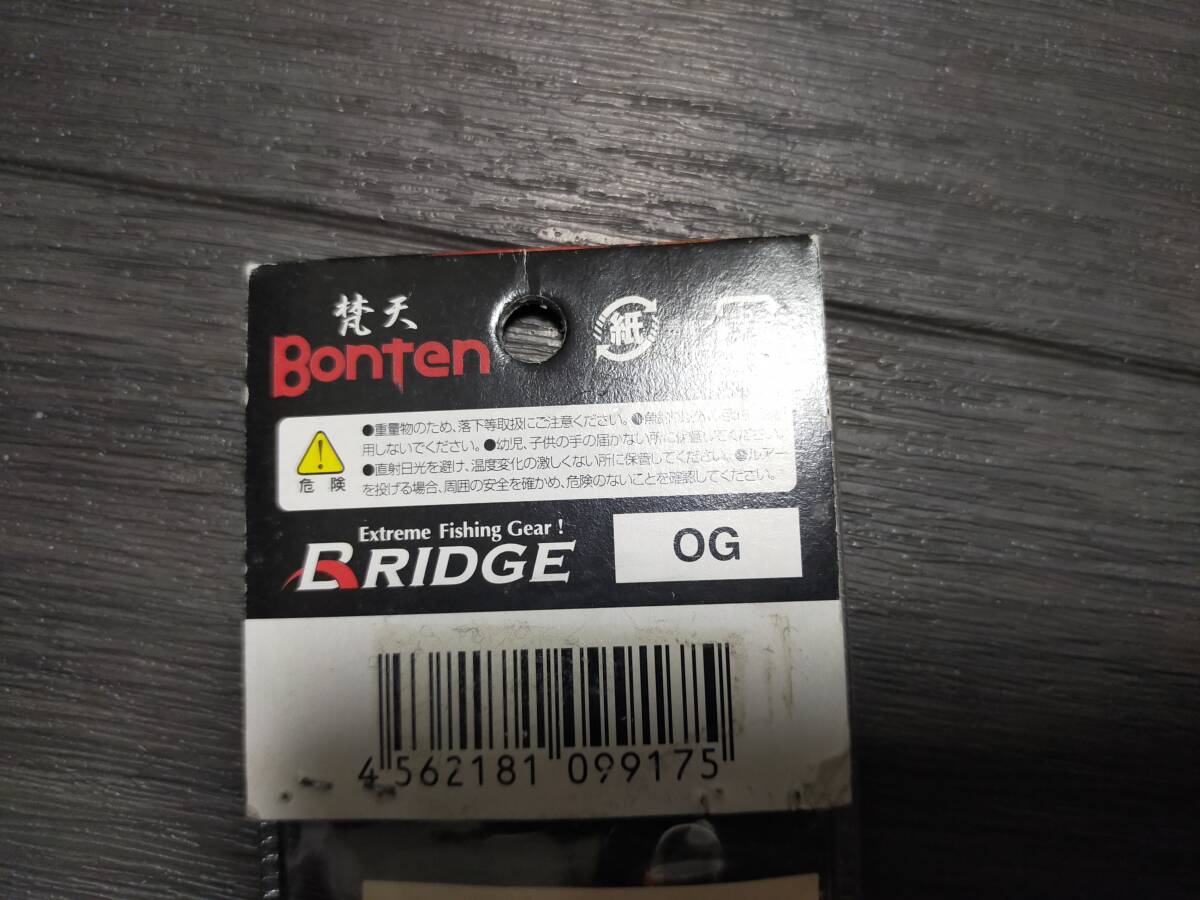 梵天
Bonten
紙
●重量物のため、落下等取扱にご注意ください。
用しないでください。●幼児、子供の手の届かない所に保管してください。
●直射日光を避け、温度変化の激しくない所に保管してください。●ルアー
を投げる場合、周囲の安全を確かめ、危険のないことを確認してください。
危険
Extreme Fishing Gear !
BRIDGE
OG
4 562181 099175